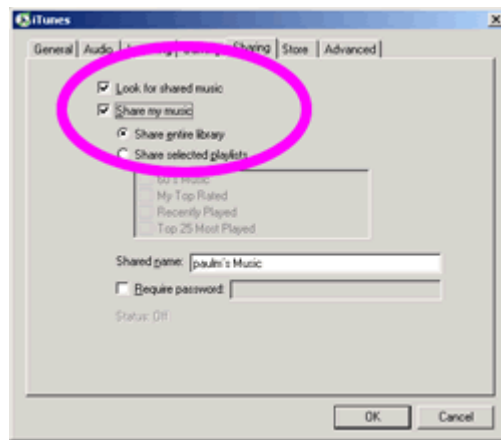 iTunes
General Audio Sharing Store Advanced
Look for shared music
Share my music
Share entire library
Share selected playlists
60's Music
My Top Rated
Recently Played
Top 25 Most Played
Shared name: paulm's Music
Require password:
Status: Off
OK Cancel